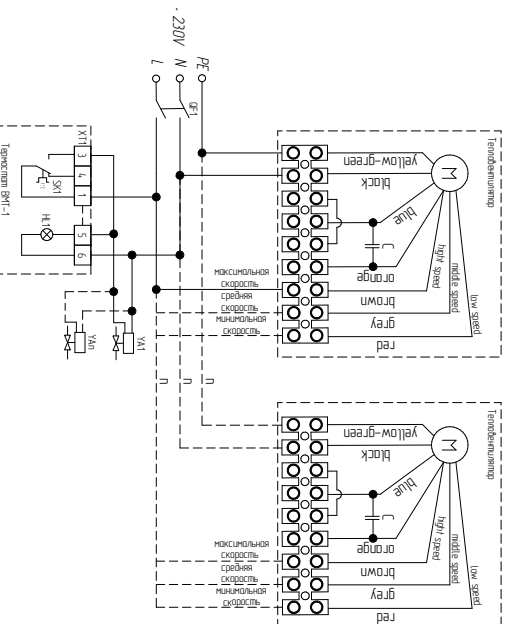 ~ 230V
L
N
PE
QF1
XT1
3
4
1
5
6
SK1
t°C
HL1
Термостат ВМТ-1
YA1
YAn
n
n
n
Тепловентилятор
M
yellow-green
black
blue
C
orange
brown
grey
red
hight speed
middle speed
low speed
максимальная
скорость
средняя
скорость
минимальная
скорость
Тепловентилятор
M
yellow-green
black
blue
C
orange
brown
grey
red
hight speed
middle speed
low speed
максимальная
скорость
средняя
скорость
минимальная
скорость